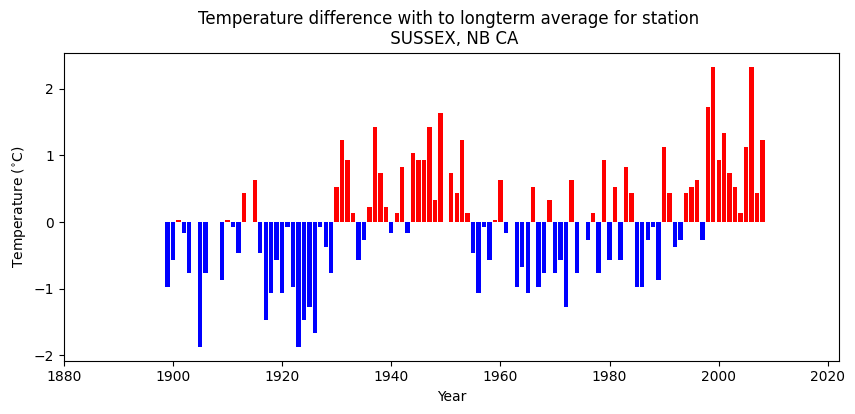 Temperature difference with to longterm average for station
SUSSEX, NB CA
Temperature (°C)
2
1
0
−1
−2
1880 1900 1920 1940 1960 1980 2000 2020
Year